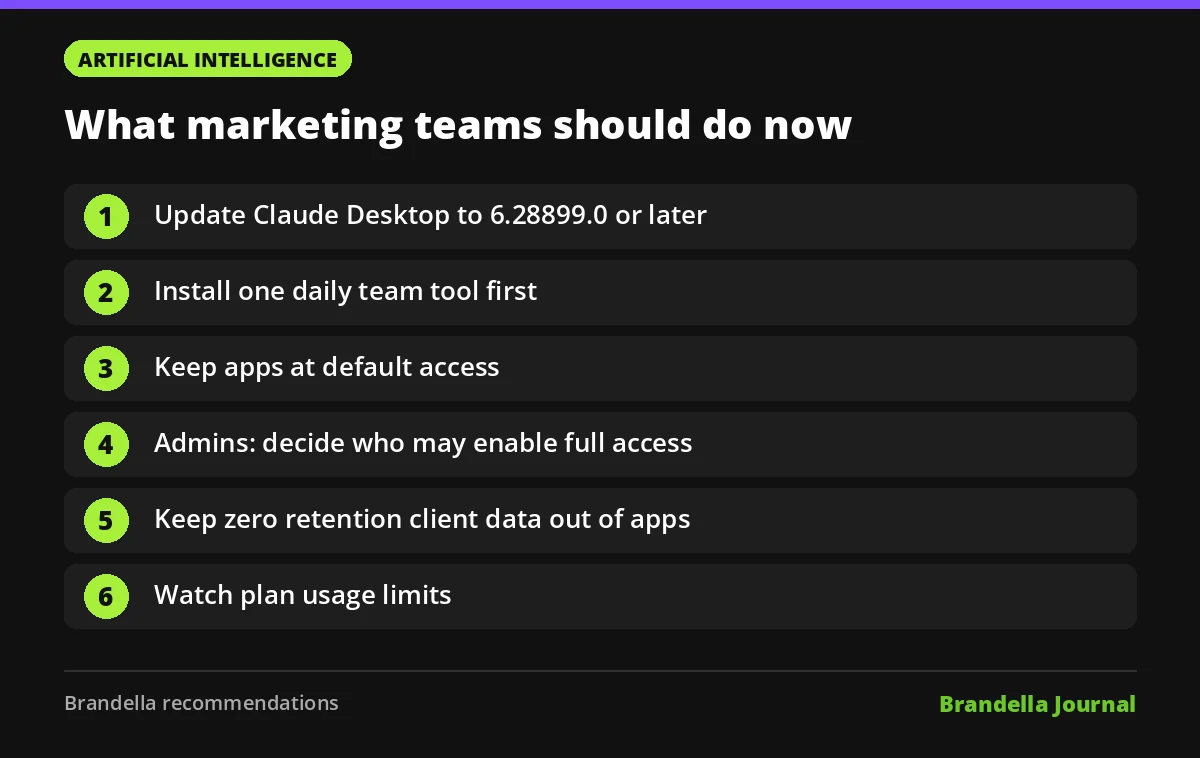 ARTIFICIAL INTELLIGENCE
What marketing teams should do now
1 Update Claude Desktop to 6.28899.0 or later
2 Install one daily team tool first
3 Keep apps at default access
4 Admins: decide who may enable full access
5 Keep zero retention client data out of apps
6 Watch plan usage limits
Brandella recommendations
Brandella Journal